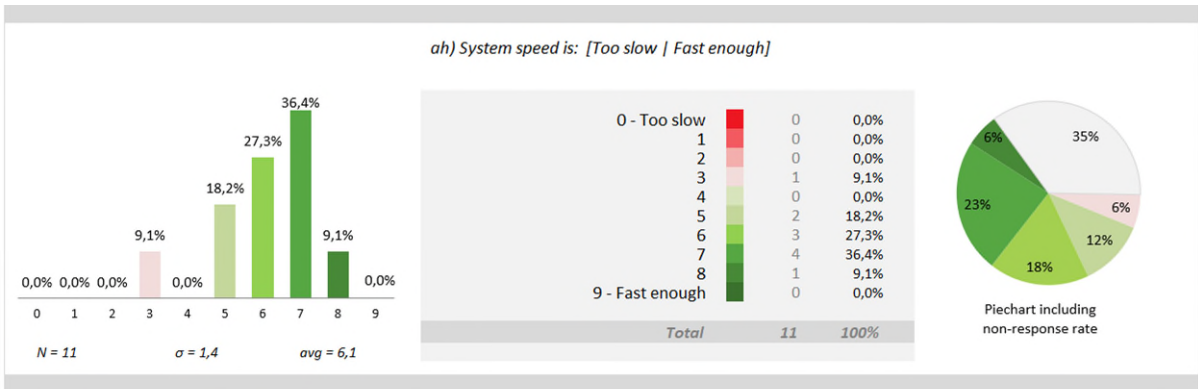 ah) System speed is: [Too slow | Fast enough]
36,4%
27,3%
18,2%
9,1%
9,1%
0,0% 0,0% 0,0%
0,0%
0,0%
0 1 2 3 4 5 6 7 8 9
N = 11 σ = 1,4 avg = 6,1
0 - Too slow 0 0,0%
1 0 0,0%
2 0 0,0%
3 1 9,1%
4 0 0,0%
5 2 18,2%
6 3 27,3%
7 4 36,4%
8 1 9,1%
9 - Fast enough 0 0,0%
Total 11 100%
6%
35%
23%
6%
12%
18%
Piechart including
non-response rate